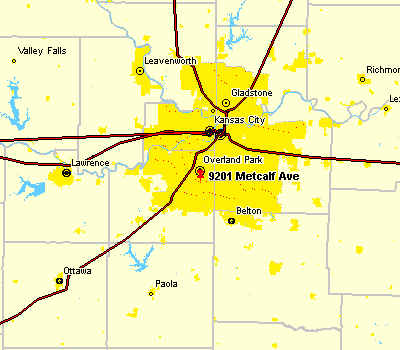 Valley Falls
Leavenworth
Richmon
Gladstone
Lex
Kansas City
Overland Park
Lawrence
9201 Metcalf Ave
Belton
Ottawa
Paola